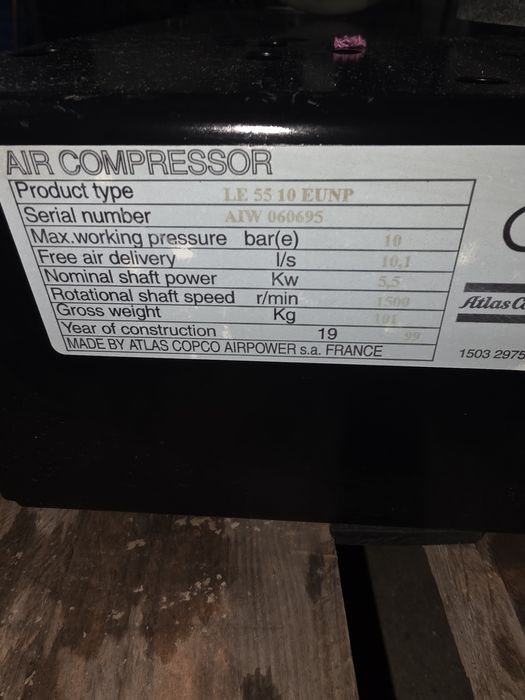 AIR COMPRESSOR
Product type LE 55 10 EUNP
Serial number AIW 060695
Max.working pressure bar(e) 10
Free air delivery l/s 10,1
Nominal shaft power Kw 5,5
Rotational shaft speed r/min 1500
Gross weight Kg 101
Year of construction 19 99
MADE BY ATLAS COPCO AIRPOWER s.a. FRANCE
Atlas
1503 2975